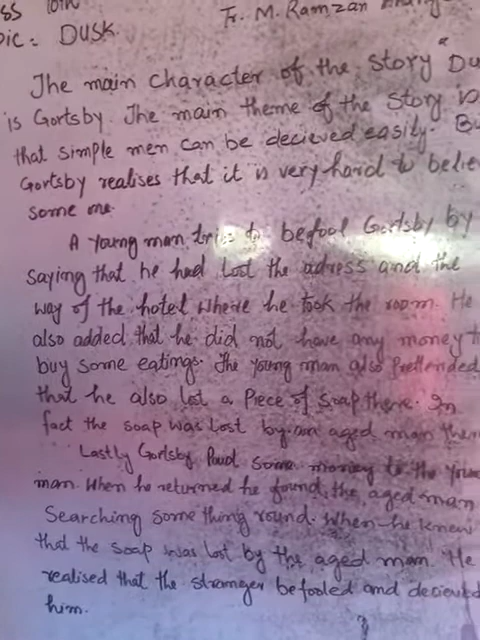 ss 10th Fr. M. Ramzan
pic: DUSK
The main character of the story "Du
is Gortsby. The main theme of the story is
that simple men can be decieved easily. Bu
Gortsby realises that it is very hard to belie
some one.
A young man tries to befool Gortsby by
saying that he had lost the adress and the
way of the hotel where he took the room. He
also added that he did not have any money t
buy some eatings. The young man also Prettended
that he also lost a Piece of soap there. In
fact the soap was lost by an aged man then
Lastly Gortsby Paid some money to the youn
man. When he returned he found the aged man
Searching some thing round. When he knew
that the soap was lost by the aged man. He
realised that the stranger befooled and decieved
him.